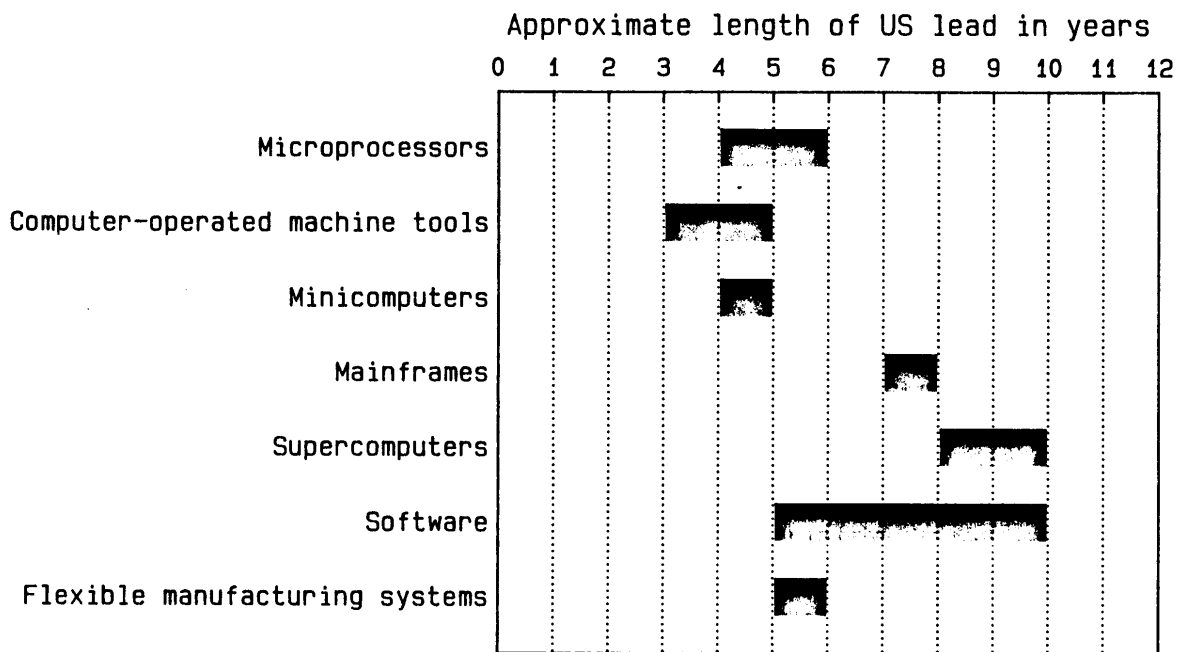 Approximate length of US lead in years
0 1 2 3 4 5 6 7 8 9 10 11 12
Microprocessors
Computer-operated machine tools
Minicomputers
Mainframes
Supercomputers
Software
Flexible manufacturing systems